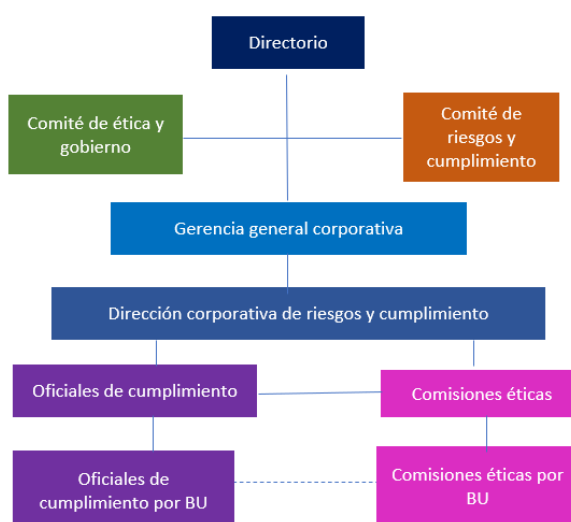 Directorio
Comité de ética y
gobierno
Comité de
riesgos y
cumplimiento
Gerencia general corporativa
Dirección corporativa de riesgos y cumplimiento
Oficiales de cumplimiento
Comisiones éticas
Oficiales de
cumplimiento por BU
Comisiones éticas por
BU